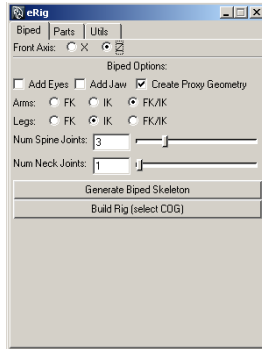 eRig
Biped Parts Utils
Front Axis: X Z
Biped Options:
Add Eyes Add Jaw Create Proxy Geometry
Arms: FK IK FK/IK
Legs: FK IK FK/IK
Num Spine Joints: 3
Num Neck Joints: 1
Generate Biped Skeleton
Build Rig (select COG)